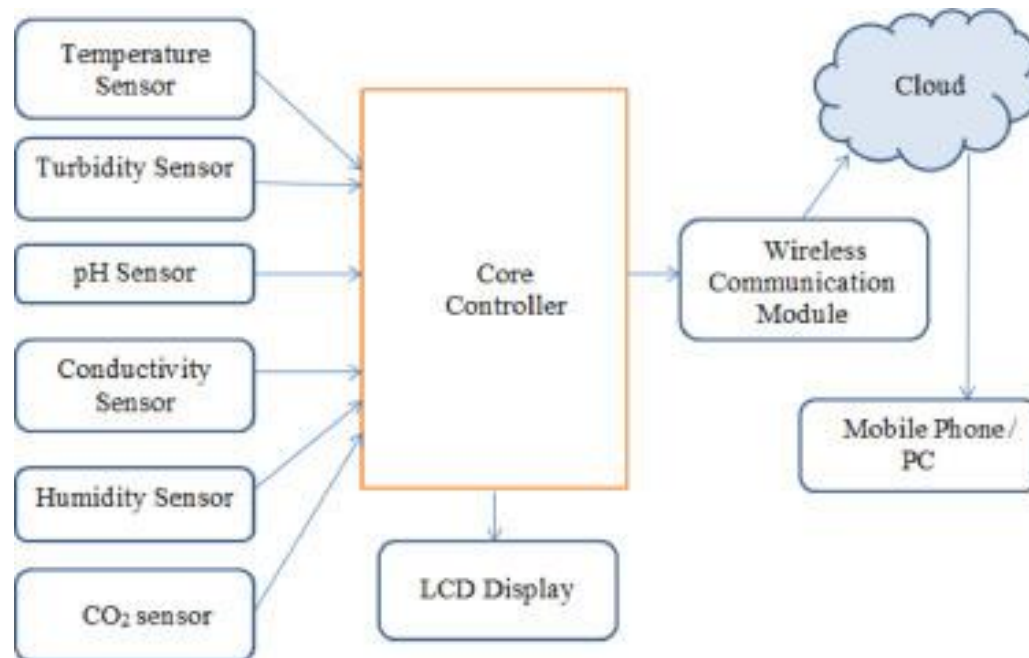 Temperature
Sensor
Turbidity Sensor
pH Sensor
Conductivity
Sensor
Humidity Sensor
CO₂ sensor
Core
Controller
LCD Display
Wireless
Communication
Module
Cloud
Mobile Phone /
PC